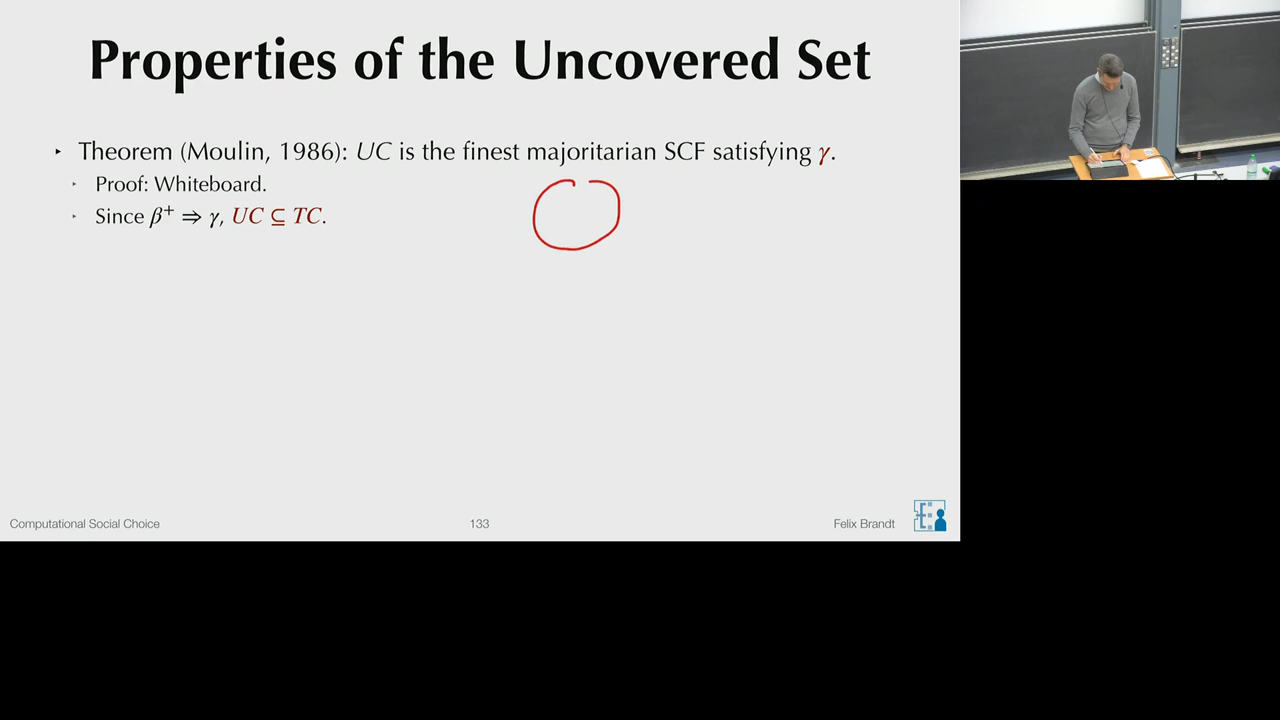 Properties of the Uncovered Set
‣ Theorem (Moulin, 1986): UC is the finest majoritarian SCF satisfying γ.
‣ Proof: Whiteboard.
‣ Since β⁺ ⇒ γ, UC ⊆ TC.
Computational Social Choice
133
Felix Brandt